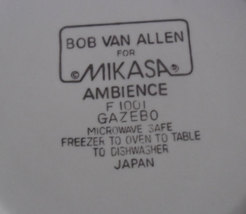 BOB VAN ALLEN
FOR
© MIKASA ®
AMBIENCE
F 1001
GAZEBO
MICROWAVE SAFE
FREEZER TO OVEN TO TABLE
TO DISHWASHER
JAPAN